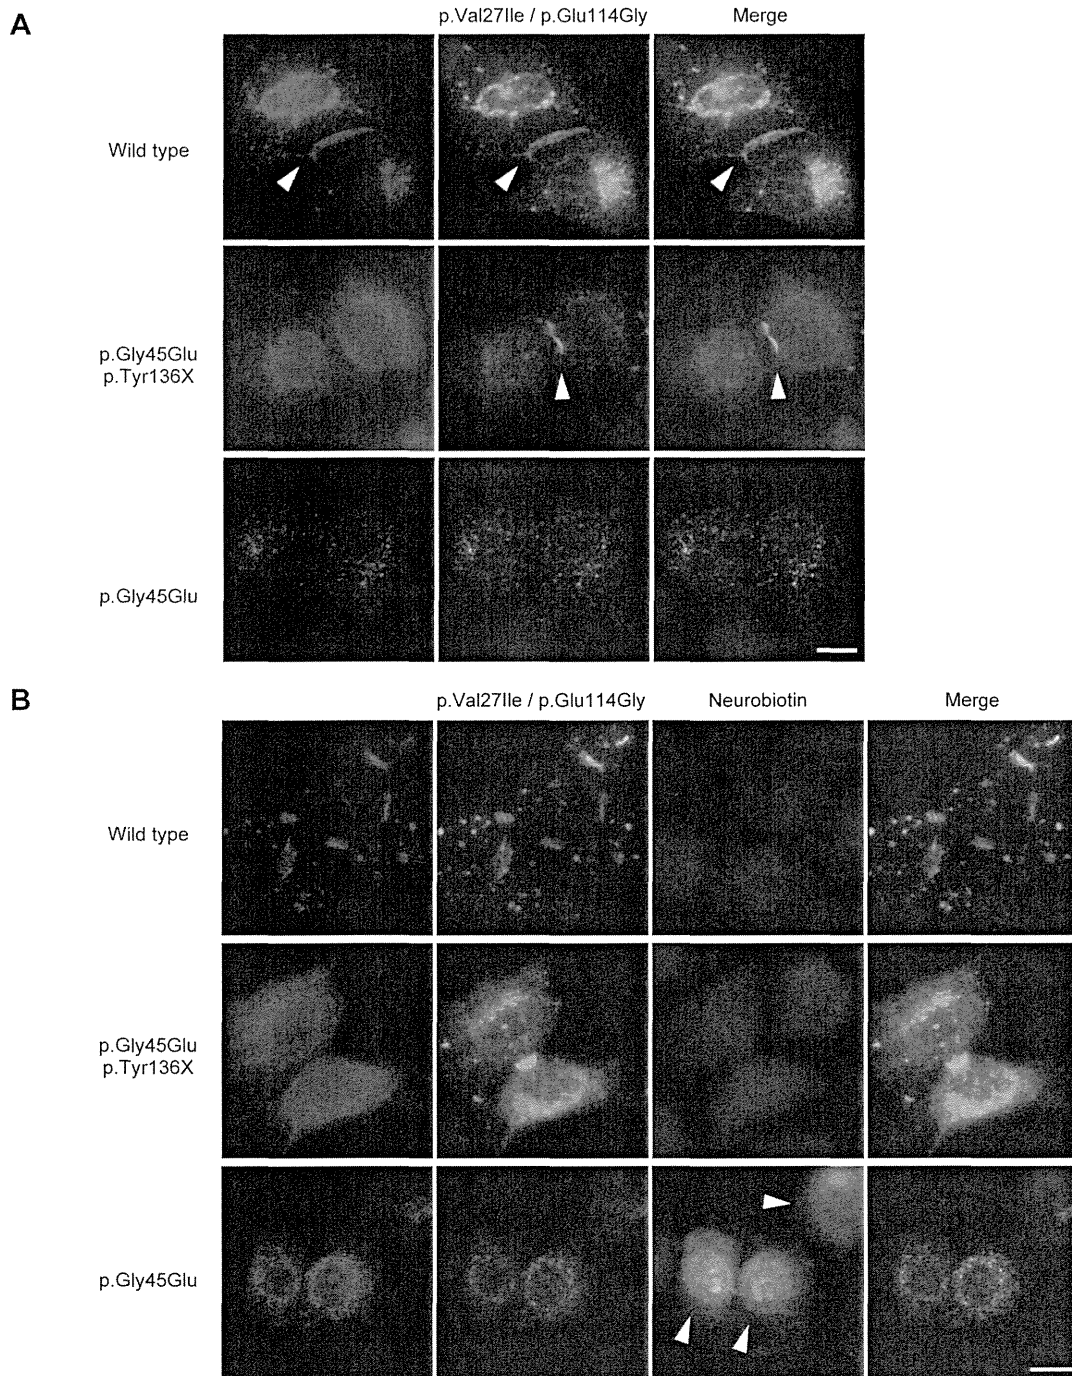 A
p.Val27Ile / p.Glu114Gly
Merge
Wild type
p.Gly45Glu
p.Tyr136X
p.Gly45Glu
B
p.Val27Ile / p.Glu114Gly
Neurobiotin
Merge
Wild type
p.Gly45Glu
p.Tyr136X
p.Gly45Glu